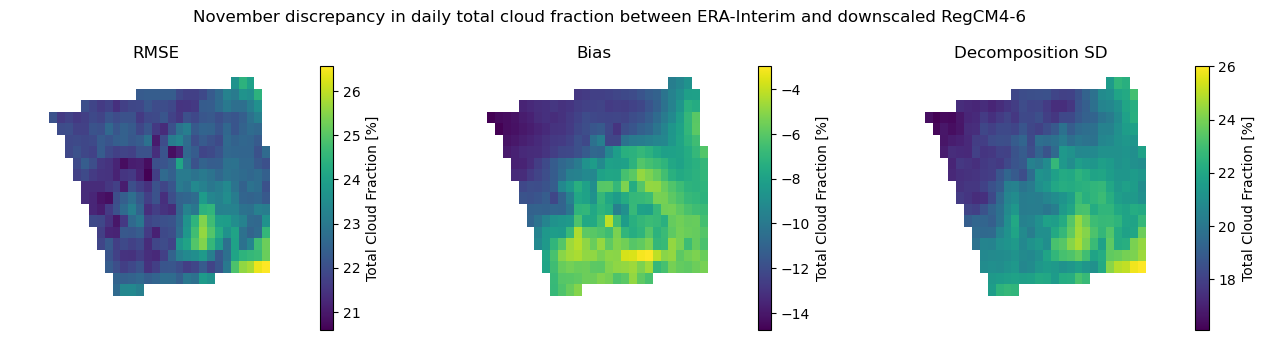 November discrepancy in daily total cloud fraction between ERA-Interim and downscaled RegCM4-6
RMSE
26
25
24
23
22
21
Total Cloud Fraction [%]
Bias
−4
−6
−8
−10
−12
−14
Total Cloud Fraction [%]
Decomposition SD
26
24
22
20
18
Total Cloud Fraction [%]